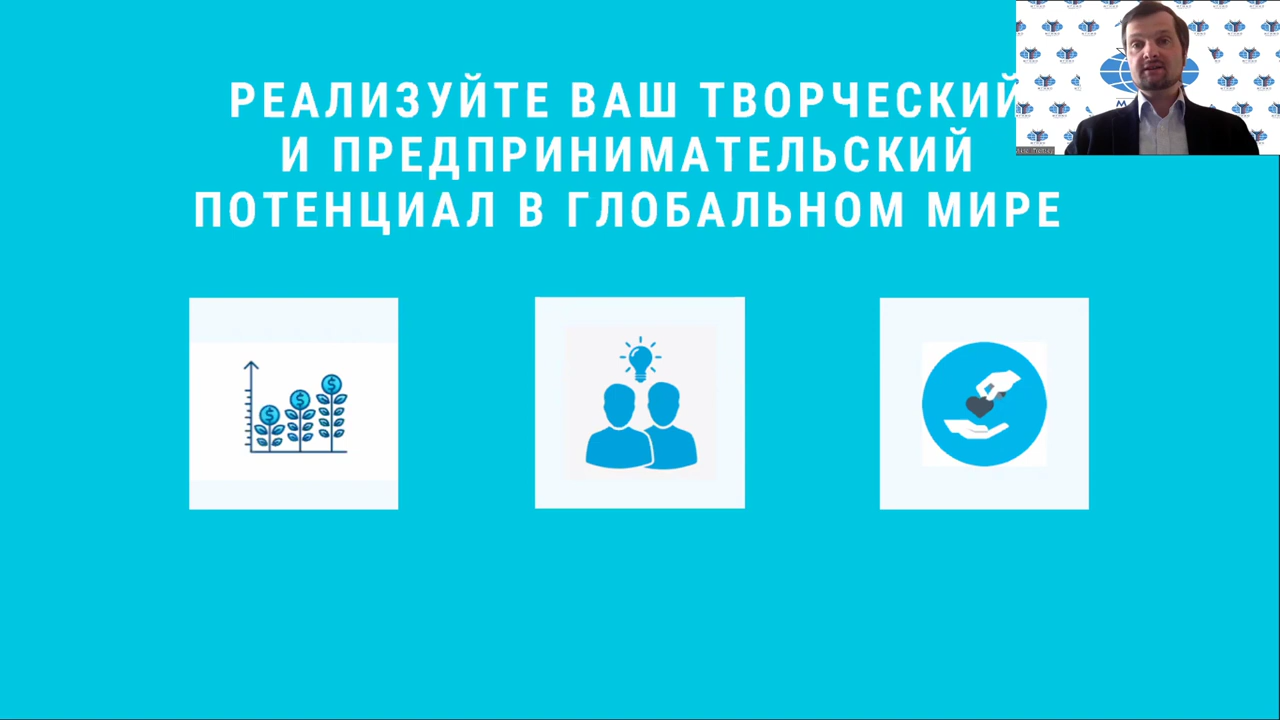 РЕАЛИЗУЙТЕ ВАШ ТВОРЧЕСКИЙ
И ПРЕДПРИНИМАТЕЛЬСКИЙ
ПОТЕНЦИАЛ В ГЛОБАЛЬНОМ МИРЕ